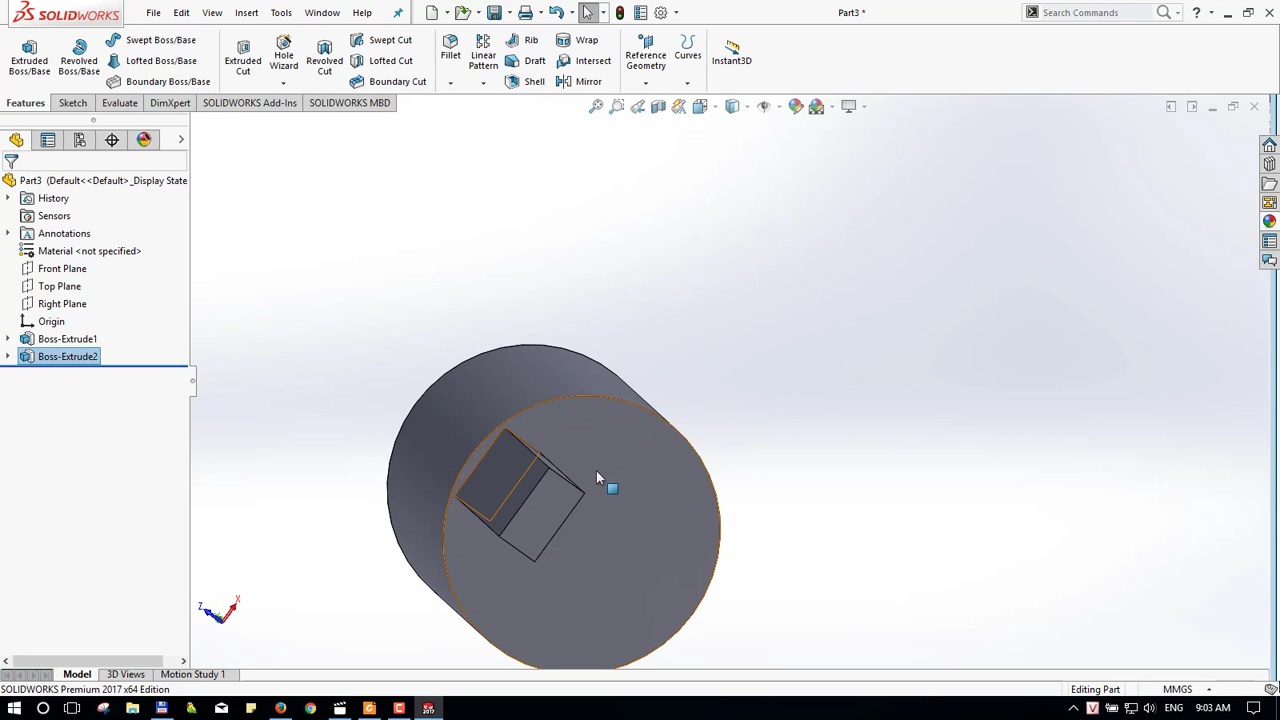 SOLIDWORKS
File Edit View Insert Tools Window Help
Part3 *
Search Commands
Extruded Boss/Base
Revolved Boss/Base
Swept Boss/Base
Lofted Boss/Base
Boundary Boss/Base
Extruded Cut
Hole Wizard
Revolved Cut
Swept Cut
Lofted Cut
Boundary Cut
Fillet
Linear Pattern
Rib
Draft
Shell
Wrap
Intersect
Mirror
Reference Geometry
Curves
Instant3D
Features Sketch Evaluate DimXpert SOLIDWORKS Add-Ins SOLIDWORKS MBD
Part3 (Default<<Default>_Display State
History
Sensors
Annotations
Material <not specified>
Front Plane
Top Plane
Right Plane
Origin
Boss-Extrude1
Boss-Extrude2
Z X
Model 3D Views Motion Study 1
SOLIDWORKS Premium 2017 x64 Edition
Editing Part MMGS
2017
V ENG 9:03 AM